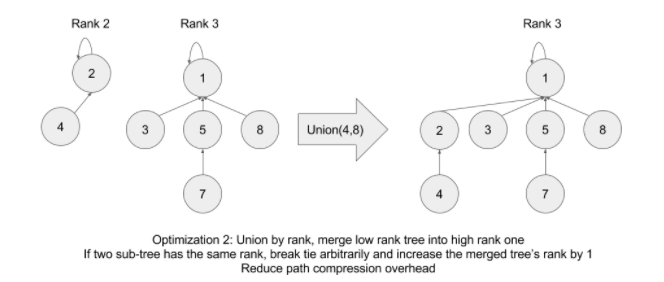 Rank 2
Rank 3
Rank 3
2
1
1
4
3
5
8
Union(4,8)
2
3
5
8
7
4
7
Optimization 2: Union by rank, merge low rank tree into high rank one
If two sub-tree has the same rank, break tie arbitrarily and increase the merged tree's rank by 1
Reduce path compression overhead